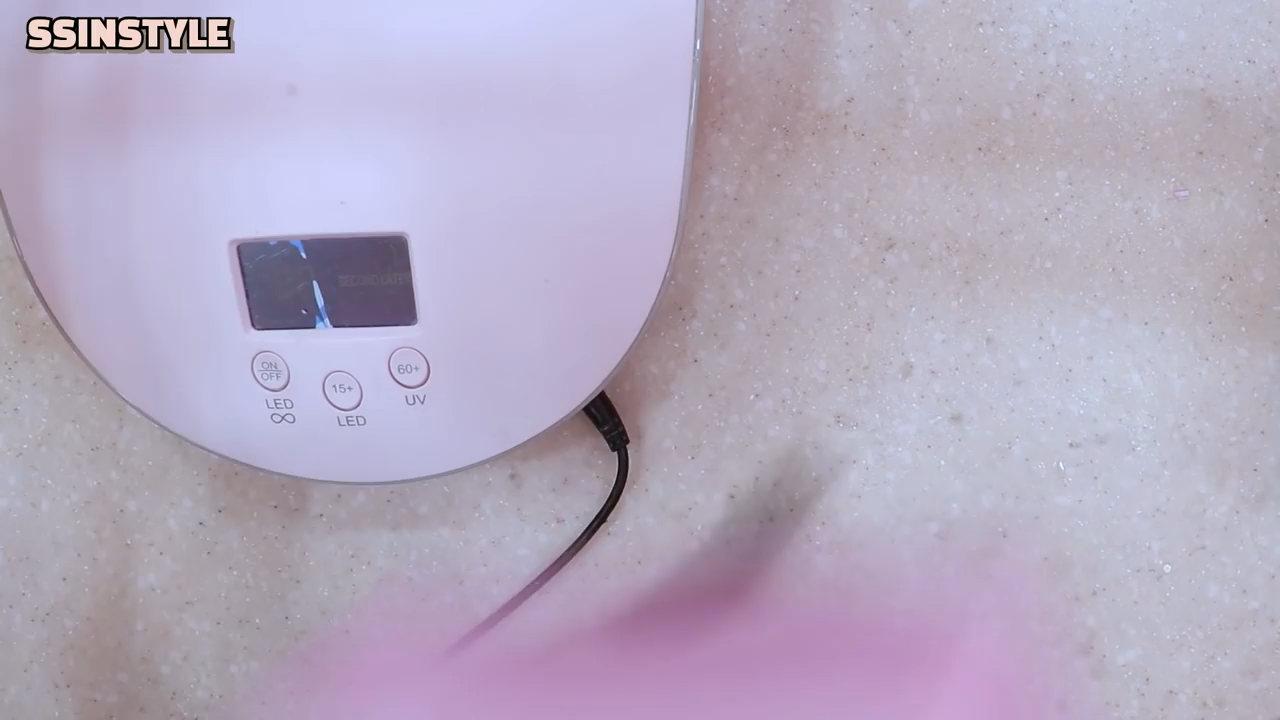 SSINSTYLE
ON
OFF
15+
60+
LED
∞
LED
UV